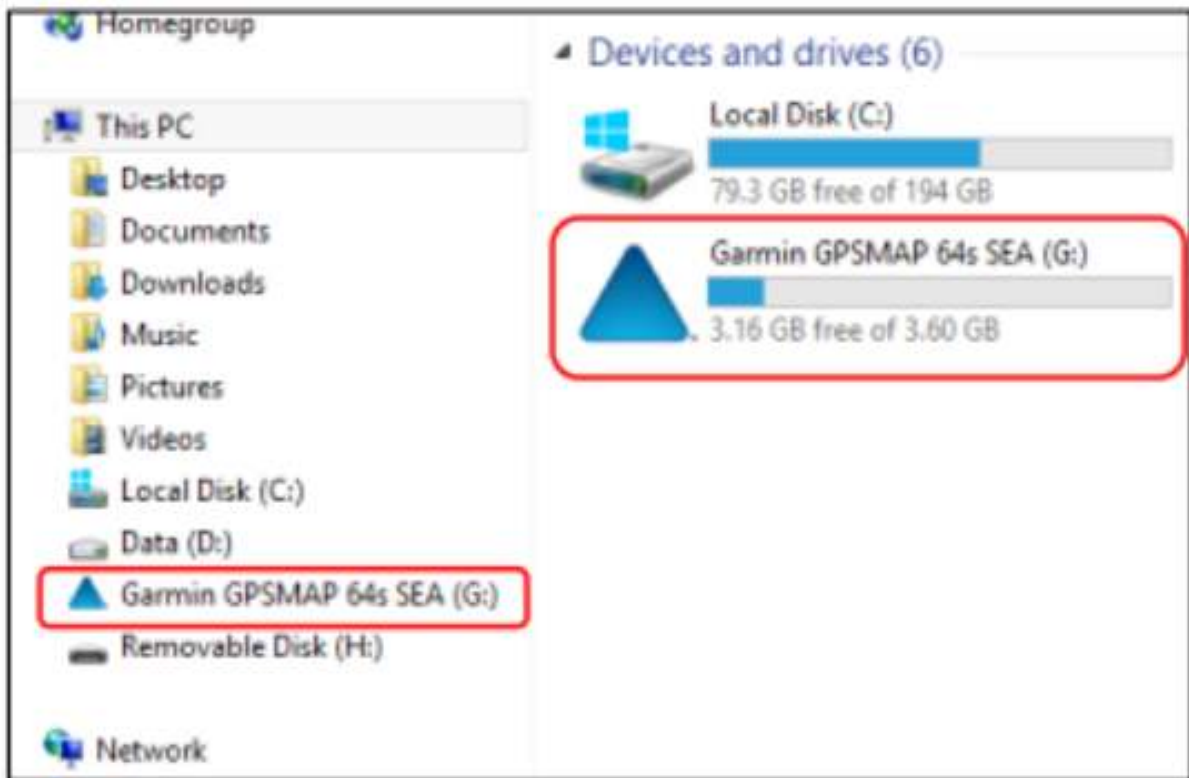 Homegroup
This PC
Desktop
Documents
Downloads
Music
Pictures
Videos
Local Disk (C:)
Data (D:)
Garmin GPSMAP 64s SEA (G:)
Removable Disk (H:)
Network
Devices and drives (6)
Local Disk (C:)
79.3 GB free of 194 GB
Garmin GPSMAP 64s SEA (G:)
3.16 GB free of 3.60 GB